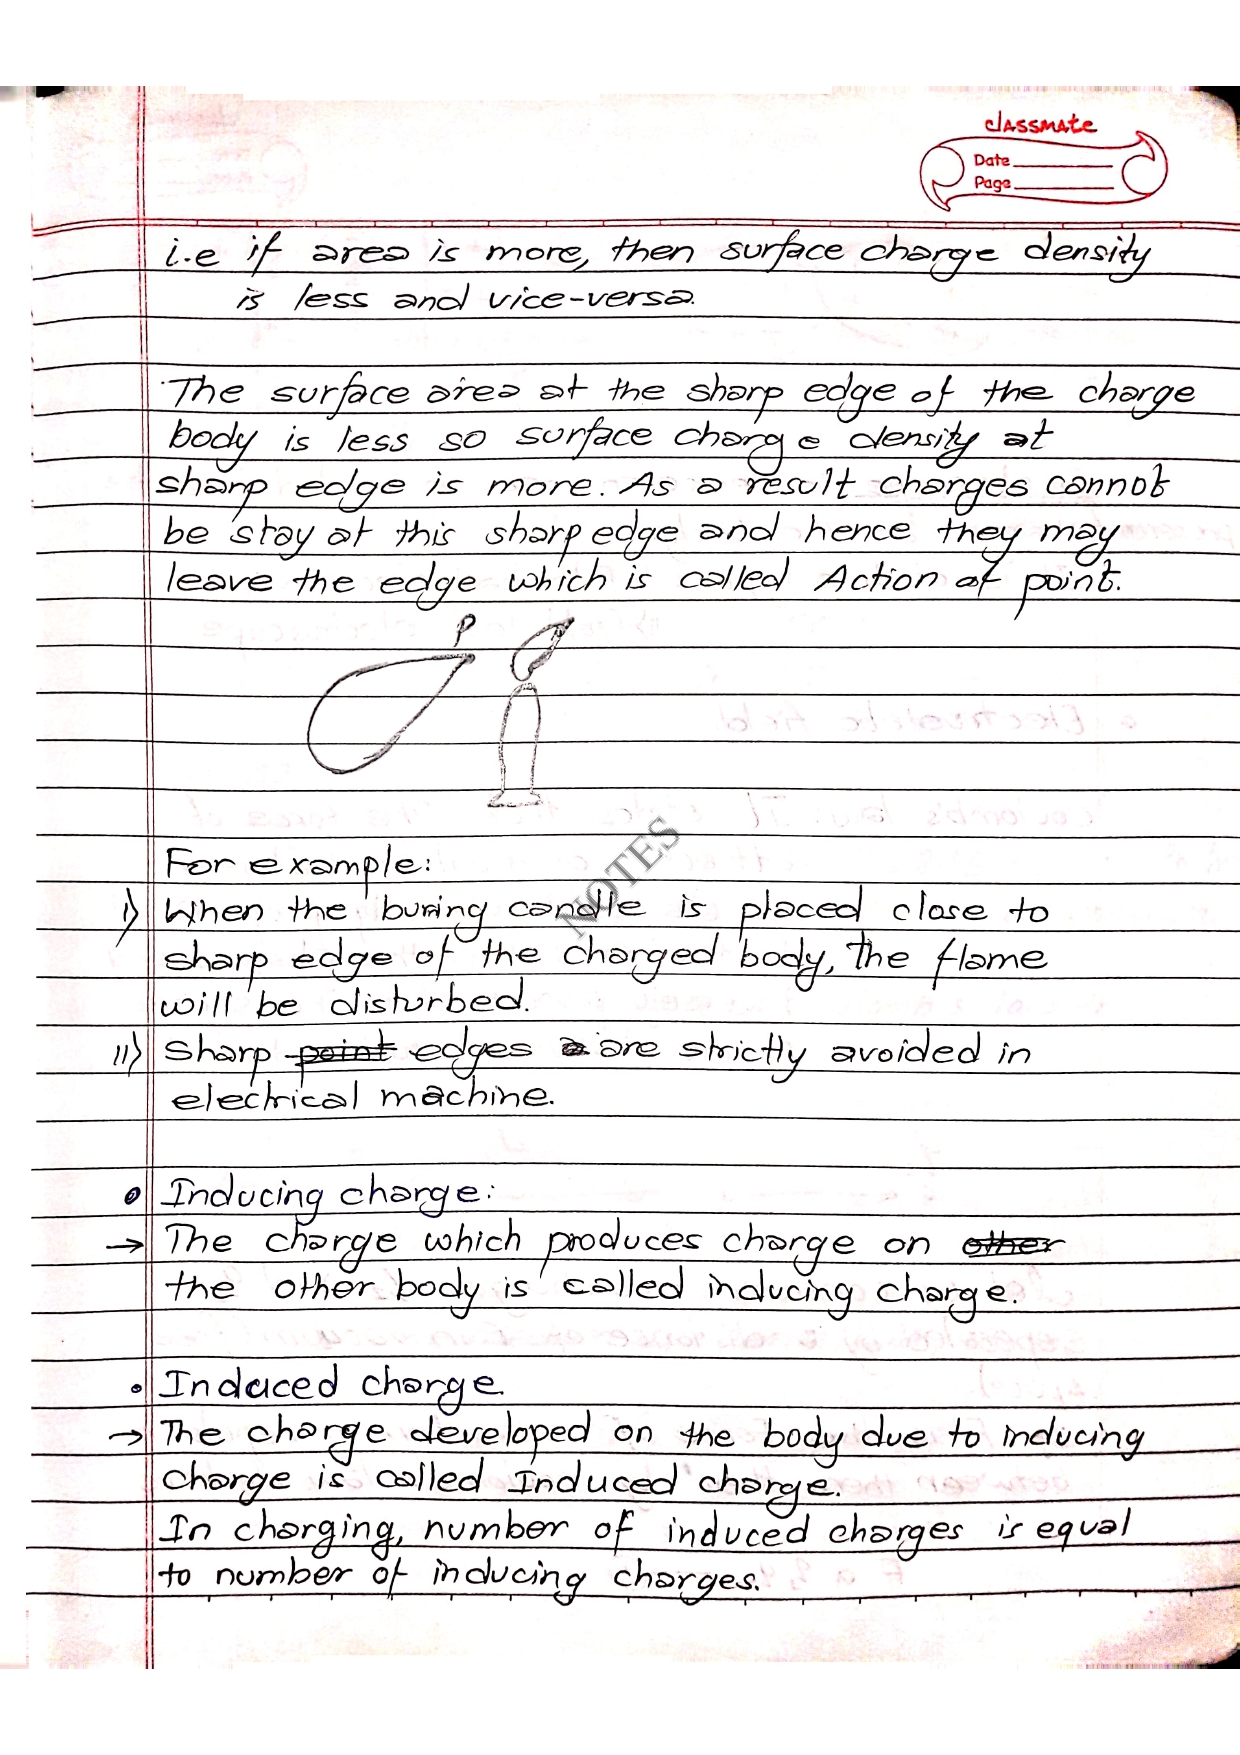 classmate
Date
Page
i.e if area is more, then surface charge density
is less and vice-versa.
The surface area at the sharp edge of the charge
body is less so surface charge density at
sharp edge is more. As a result charges cannot
be stay at this sharp edge and hence they may
leave the edge which is called Action of point.
P
NOTES
For example:
i) When the buring candle is placed close to
sharp edge of the charged body, the flame
will be disturbed.
ii) Sharp point edges are strictly avoided in
electrical machine.
Inducing charge:
→ The charge which produces charge on other
the other body is called inducing charge.
• Induced charge.
→ The charge developed on the body due to inducing
charge is called Induced charge.
In charging, number of induced charges is equal
to number of inducing charges.